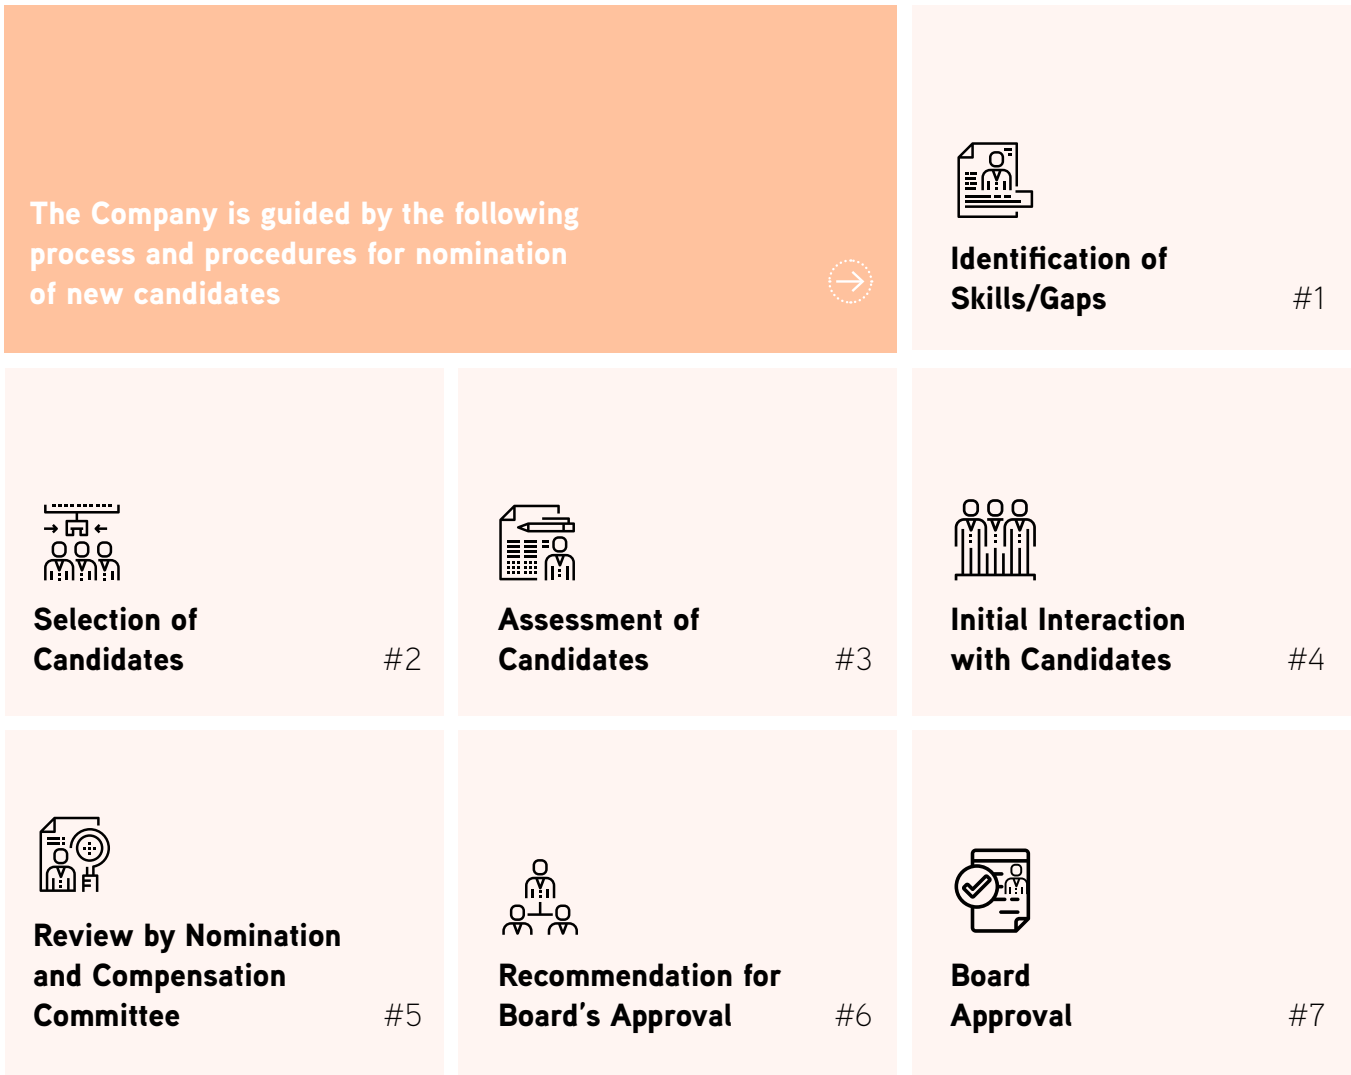 The Company is guided by the following
process and procedures for nomination
of new candidates
Identification of
Skills/Gaps
#1
Selection of
Candidates
#2
Assessment of
Candidates
#3
Initial Interaction
with Candidates
#4
Review by Nomination
and Compensation
Committee
#5
Recommendation for
Board's Approval
#6
Board
Approval
#7